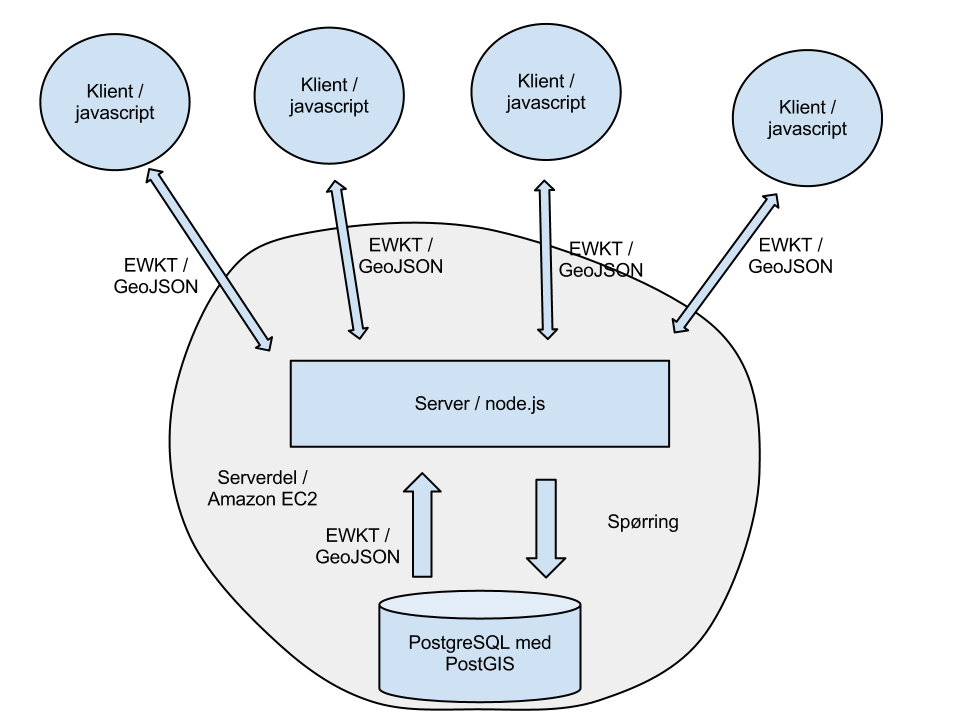 Klient /
javascript
Klient /
javascript
Klient /
javascript
Klient /
javascript
EWKT /
GeoJSON
EWKT /
GeoJSON
EWKT /
GeoJSON
EWKT /
GeoJSON
Server / node.js
Serverdel /
Amazon EC2
EWKT /
GeoJSON
Spørring
PostgreSQL med
PostGIS